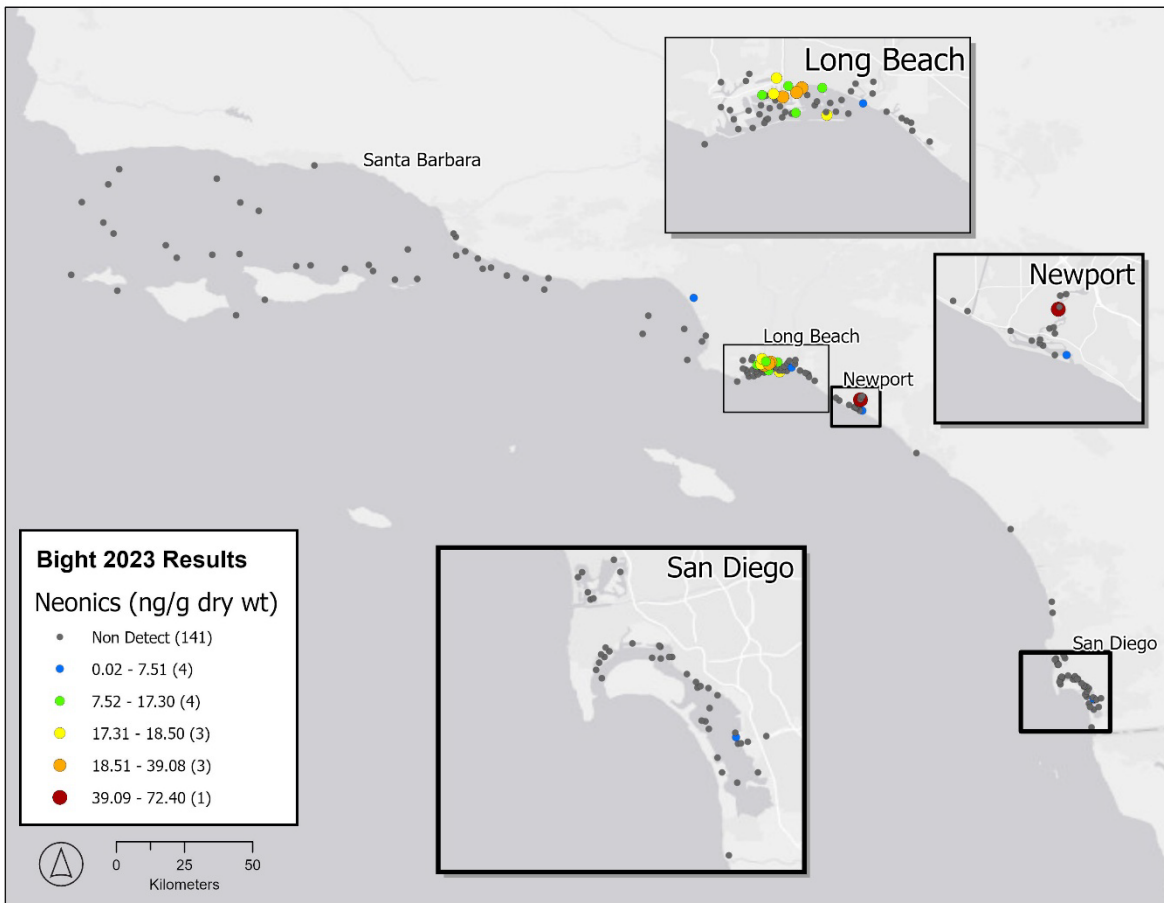 Long Beach
Santa Barbara
Newport
Long Beach
Newport
San Diego
San Diego
Bight 2023 Results
Neonics (ng/g dry wt)
Non Detect (141)
0.02 - 7.51 (4)
7.52 - 17.30 (4)
17.31 - 18.50 (3)
18.51 - 39.08 (3)
39.09 - 72.40 (1)
0 25 50
Kilometers